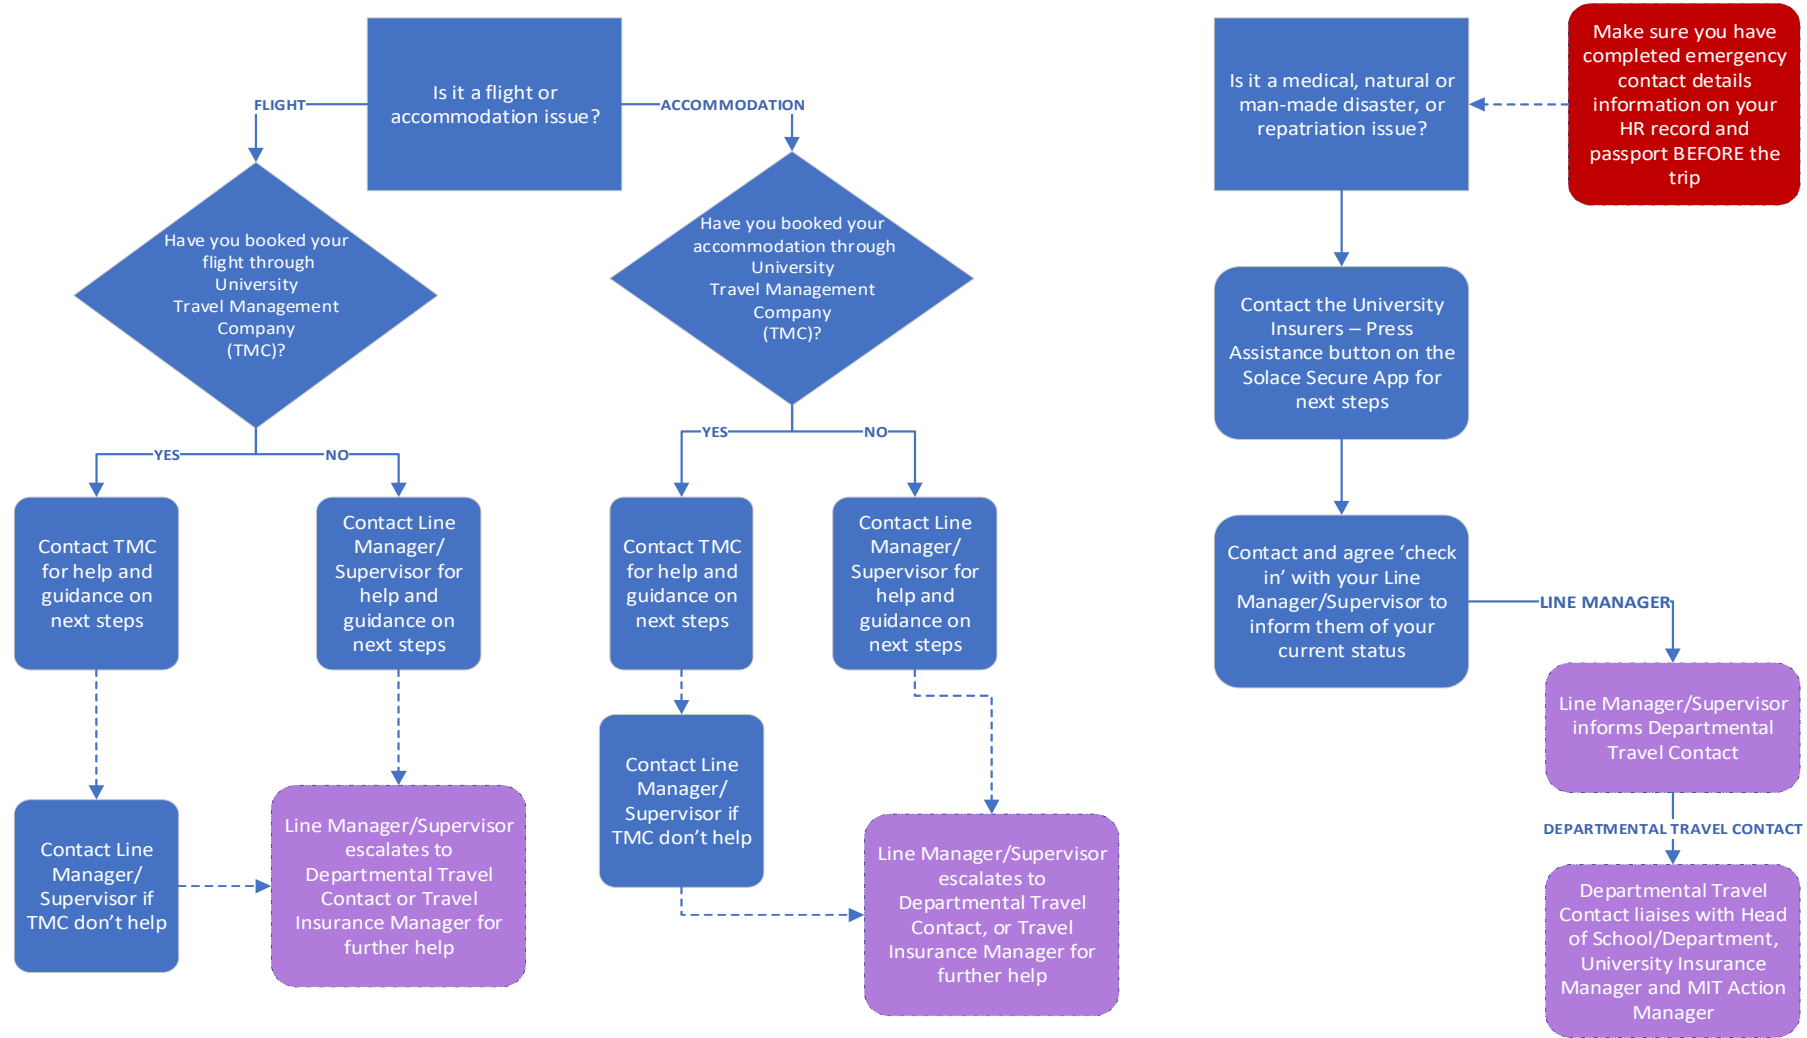 Is it a flight or
accommodation issue?
FLIGHT
ACCOMMODATION
Have you booked your
flight through
University
Travel Management
Company
(TMC)?
Have you booked your
accommodation through
University
Travel Management
Company
(TMC)?
YES
NO
YES
NO
Contact TMC
for help and
guidance on
next steps
Contact Line
Manager/
Supervisor for
help and
guidance on
next steps
Contact TMC
for help and
guidance on
next steps
Contact Line
Manager/
Supervisor for
help and
guidance on
next steps
Contact Line
Manager/
Supervisor if
TMC don’t help
Line Manager/Supervisor
escalates to
Departmental Travel
Contact or Travel
Insurance Manager for
further help
Contact Line
Manager/
Supervisor if
TMC don’t help
Line Manager/Supervisor
escalates to
Departmental Travel
Contact, or Travel
Insurance Manager for
further help
Is it a medical, natural or
man-made disaster, or
repatriation issue?
Make sure you have
completed emergency
contact details
information on your
HR record and
passport BEFORE the
trip
Contact the University
Insurers – Press
Assistance button on the
Solace Secure App for
next steps
Contact and agree ‘check
in’ with your Line
Manager/Supervisor to
inform them of your
current status
LINE MANAGER
Line Manager/Supervisor
informs Departmental
Travel Contact
DEPARTMENTAL TRAVEL CONTACT
Departmental Travel
Contact liaises with Head
of School/Department,
University Insurance
Manager and MIT Action
Manager